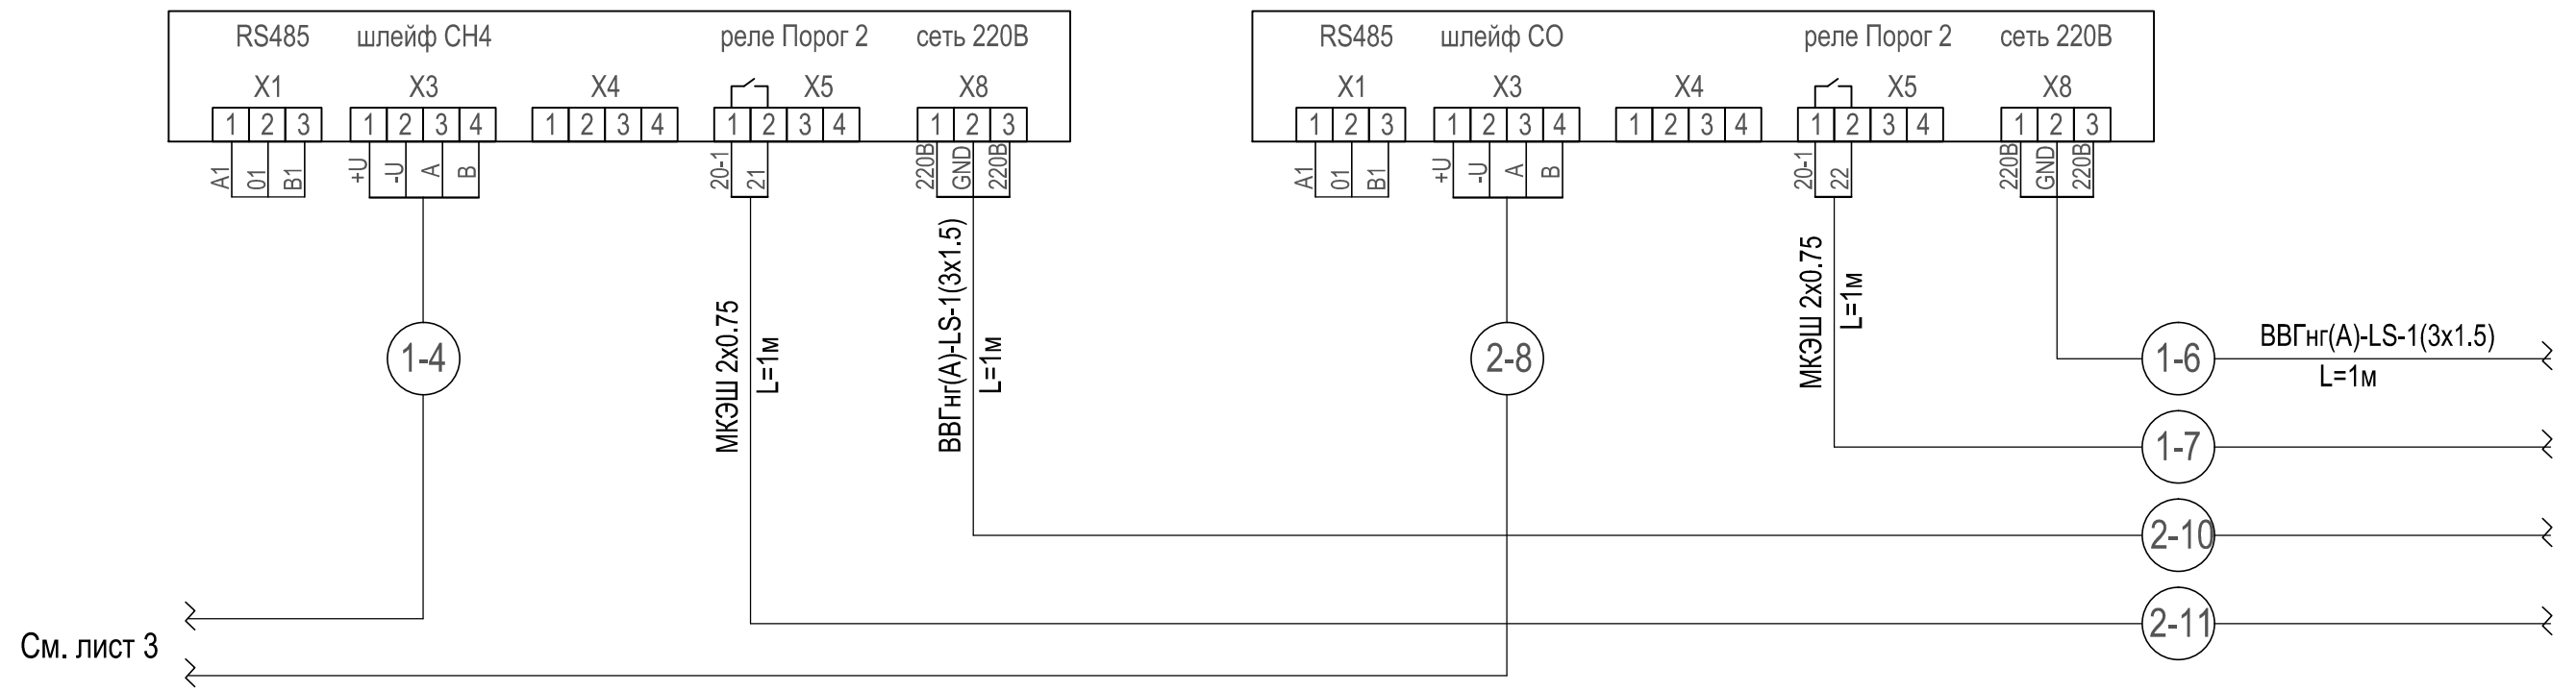 RS485 шлейф CH4 реле Порог 2 сеть 220В
X1 X3 X4 X5 X8
1 2 3 1 2 3 4 1 2 3 4 1 2 3 4 1 2 3
A1 01 B1 +U -U A B 20-1 21 220В GND 220В
RS485 шлейф CO реле Порог 2 сеть 220В
X1 X3 X4 X5 X8
1 2 3 1 2 3 4 1 2 3 4 1 2 3 4 1 2 3
A1 01 B1 +U -U A B 20-1 22 220В GND 220В
1-4
МКЭШ 2х0.75
L=1м
ВВГнг(А)-LS-1(3х1.5)
L=1м
2-8
МКЭШ 2х0.75
L=1м
1-6
ВВГнг(А)-LS-1(3х1.5)
L=1м
1-7
2-10
2-11
См. лист 3